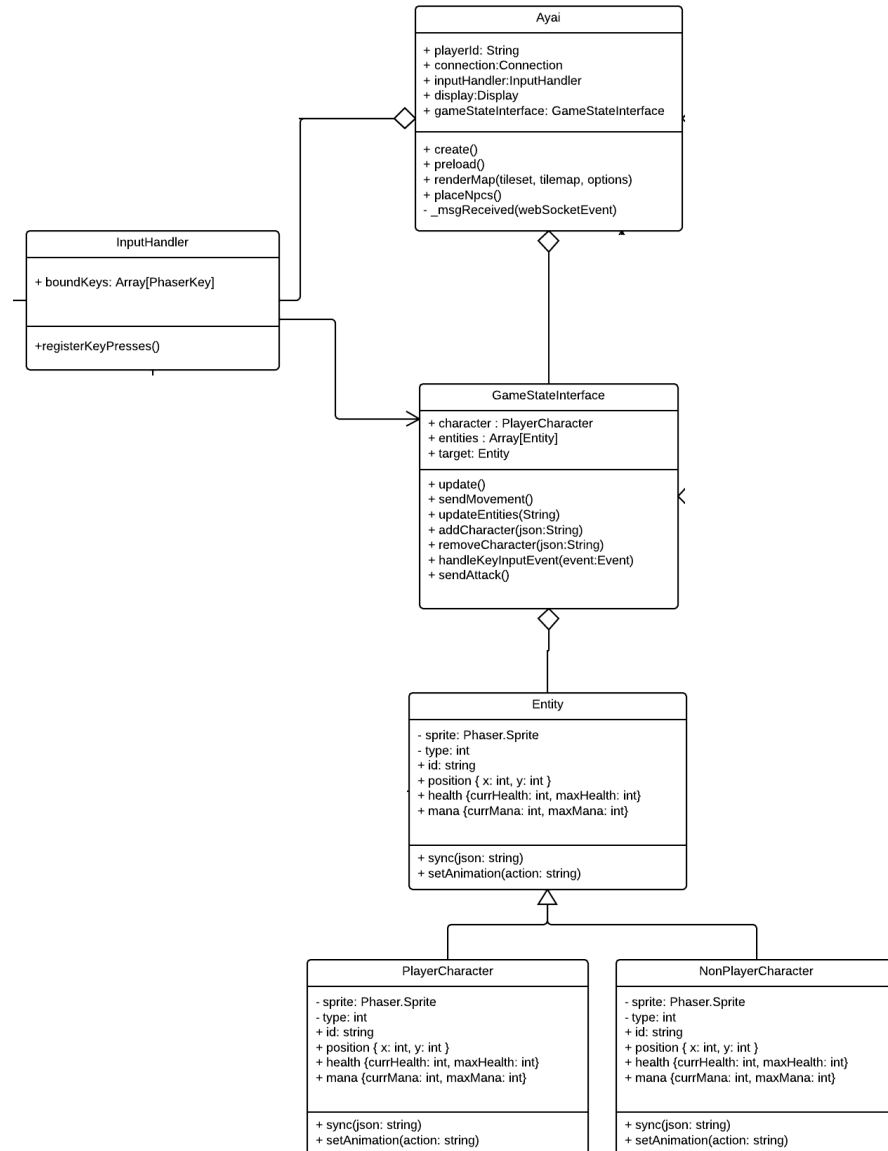 Ayai
+ playerId: String
+ connection:Connection
+ inputHandler:InputHandler
+ display:Display
+ gameStateInterface: GameStateInterface
+ create()
+ preload()
+ renderMap(tileset, tilemap, options)
+ placeNpcs()
- _msgReceived(webSocketEvent)
InputHandler
+ boundKeys: Array[PhaserKey]
+registerKeyPresses()
GameStateInterface
+ character : PlayerCharacter
+ entities : Array[Entity]
+ target: Entity
+ update()
+ sendMovement()
+ updateEntities(String)
+ addCharacter(json:String)
+ removeCharacter(json:String)
+ handleKeyInputEvent(event:Event)
+ sendAttack()
Entity
- sprite: Phaser.Sprite
- type: int
+ id: string
+ position { x: int, y: int }
+ health {currHealth: int, maxHealth: int}
+ mana {currMana: int, maxMana: int}
+ sync(json: string)
+ setAnimation(action: string)
PlayerCharacter
- sprite: Phaser.Sprite
- type: int
+ id: string
+ position { x: int, y: int }
+ health {currHealth: int, maxHealth: int}
+ mana {currMana: int, maxMana: int}
+ sync(json: string)
+ setAnimation(action: string)
NonPlayerCharacter
- sprite: Phaser.Sprite
- type: int
+ id: string
+ position { x: int, y: int }
+ health {currHealth: int, maxHealth: int}
+ mana {currMana: int, maxMana: int}
+ sync(json: string)
+ setAnimation(action: string)